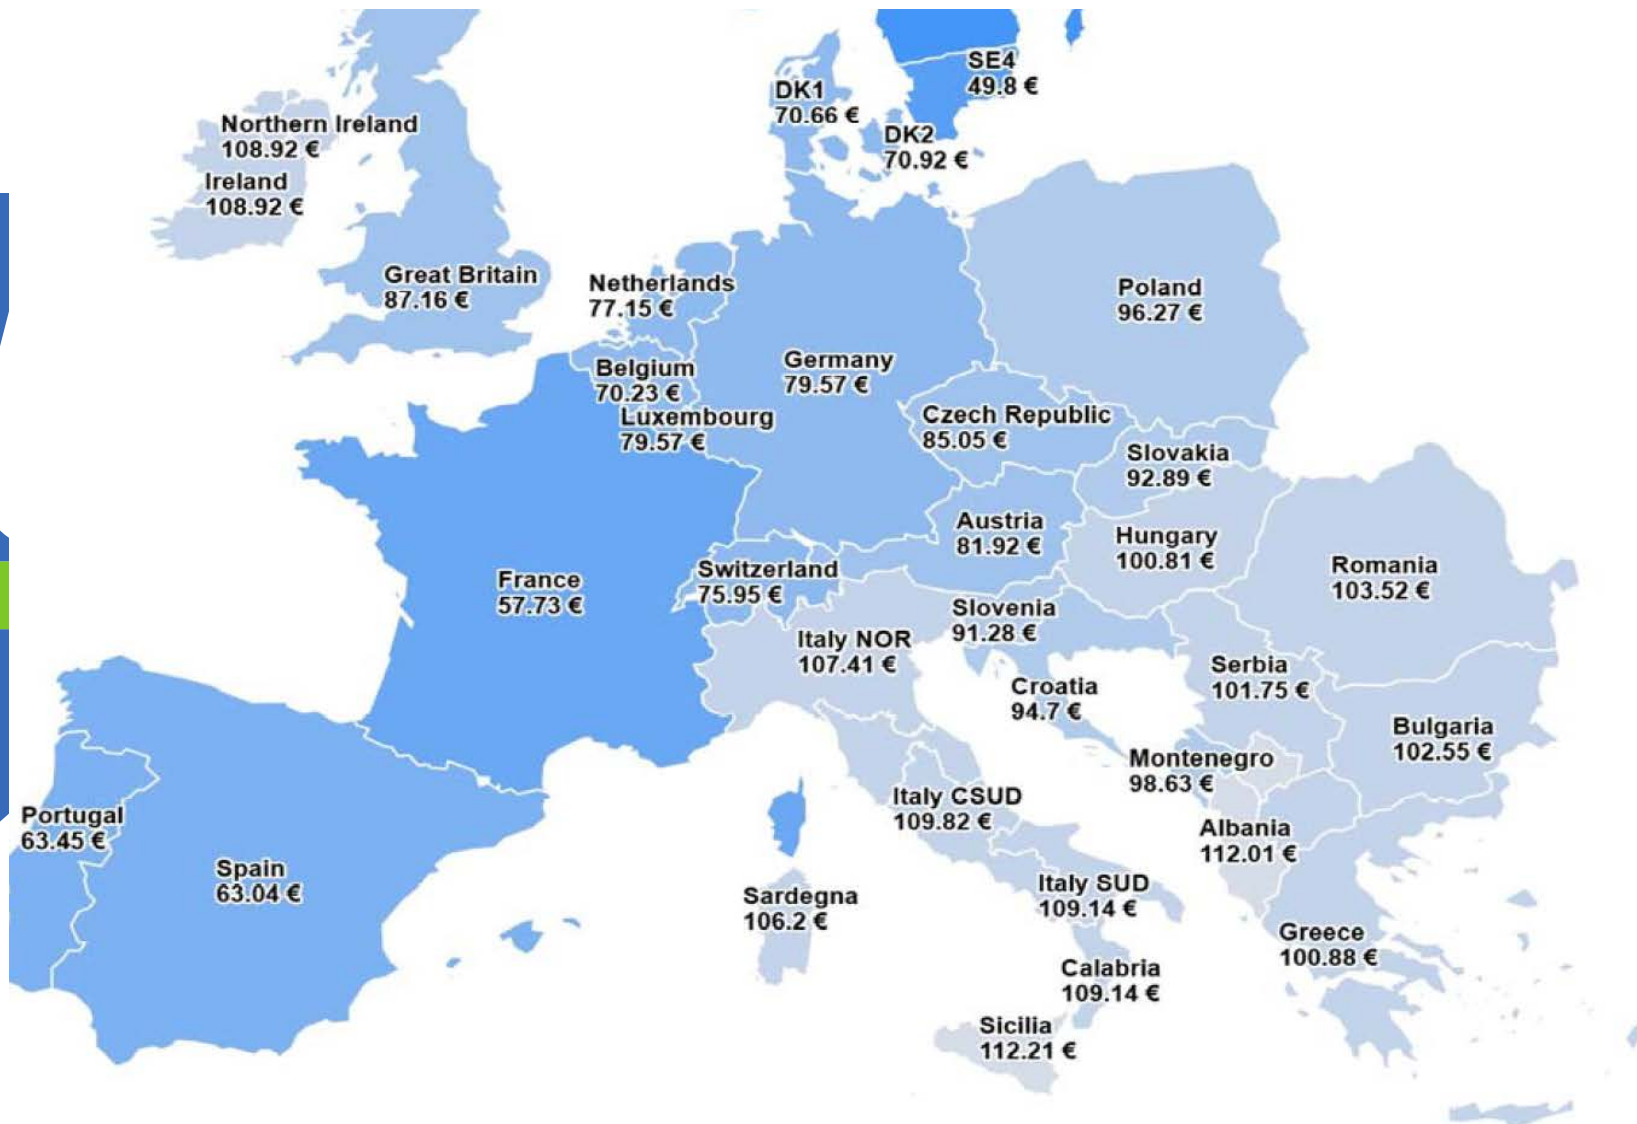 SE4
49.8 €
DK1
70.66 €
DK2
70.92 €
Northern Ireland
108.92 €
Ireland
108.92 €
Great Britain
87.16 €
Netherlands
77.15 €
Poland
96.27 €
Belgium
70.23 €
Germany
79.57 €
Luxembourg
79.57 €
Czech Republic
85.05 €
Slovakia
92.89 €
Austria
81.92 €
Hungary
100.81 €
France
57.73 €
Switzerland
75.95 €
Romania
103.52 €
Slovenia
91.28 €
Italy NOR
107.41 €
Serbia
101.75 €
Croatia
94.7 €
Bulgaria
102.55 €
Montenegro
98.63 €
Portugal
63.45 €
Spain
63.04 €
Italy CSUD
109.82 €
Albania
112.01 €
Sardegna
106.2 €
Italy SUD
109.14 €
Greece
100.88 €
Calabria
109.14 €
Sicilia
112.21 €